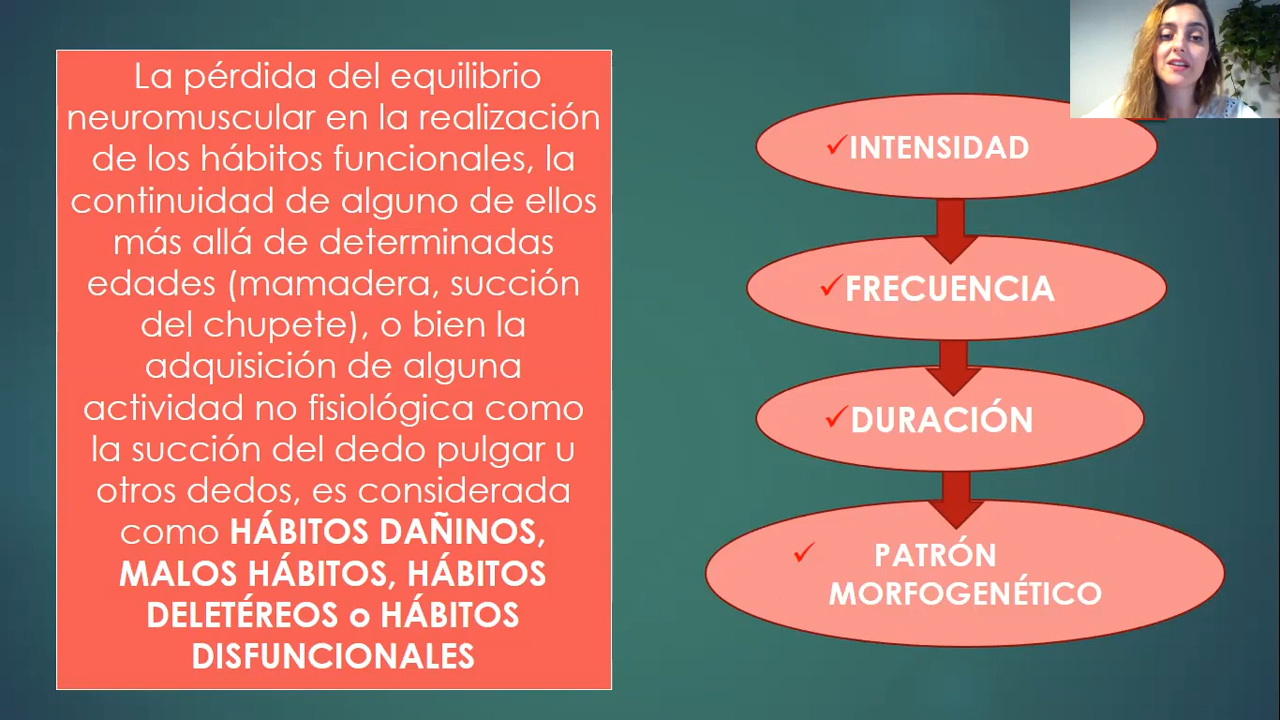 La pérdida del equilibrio
neuromuscular en la realización
de los hábitos funcionales, la
continuidad de alguno de ellos
más allá de determinadas
edades (mamadera, succión
del chupete), o bien la
adquisición de alguna
actividad no fisiológica como
la succión del dedo pulgar u
otros dedos, es considerada
como HÁBITOS DAÑINOS,
MALOS HÁBITOS, HÁBITOS
DELETÉREOS o HÁBITOS
DISFUNCIONALES
✓INTENSIDAD
✓FRECUENCIA
✓DURACIÓN
✓ PATRÓN
MORFOGENÉTICO